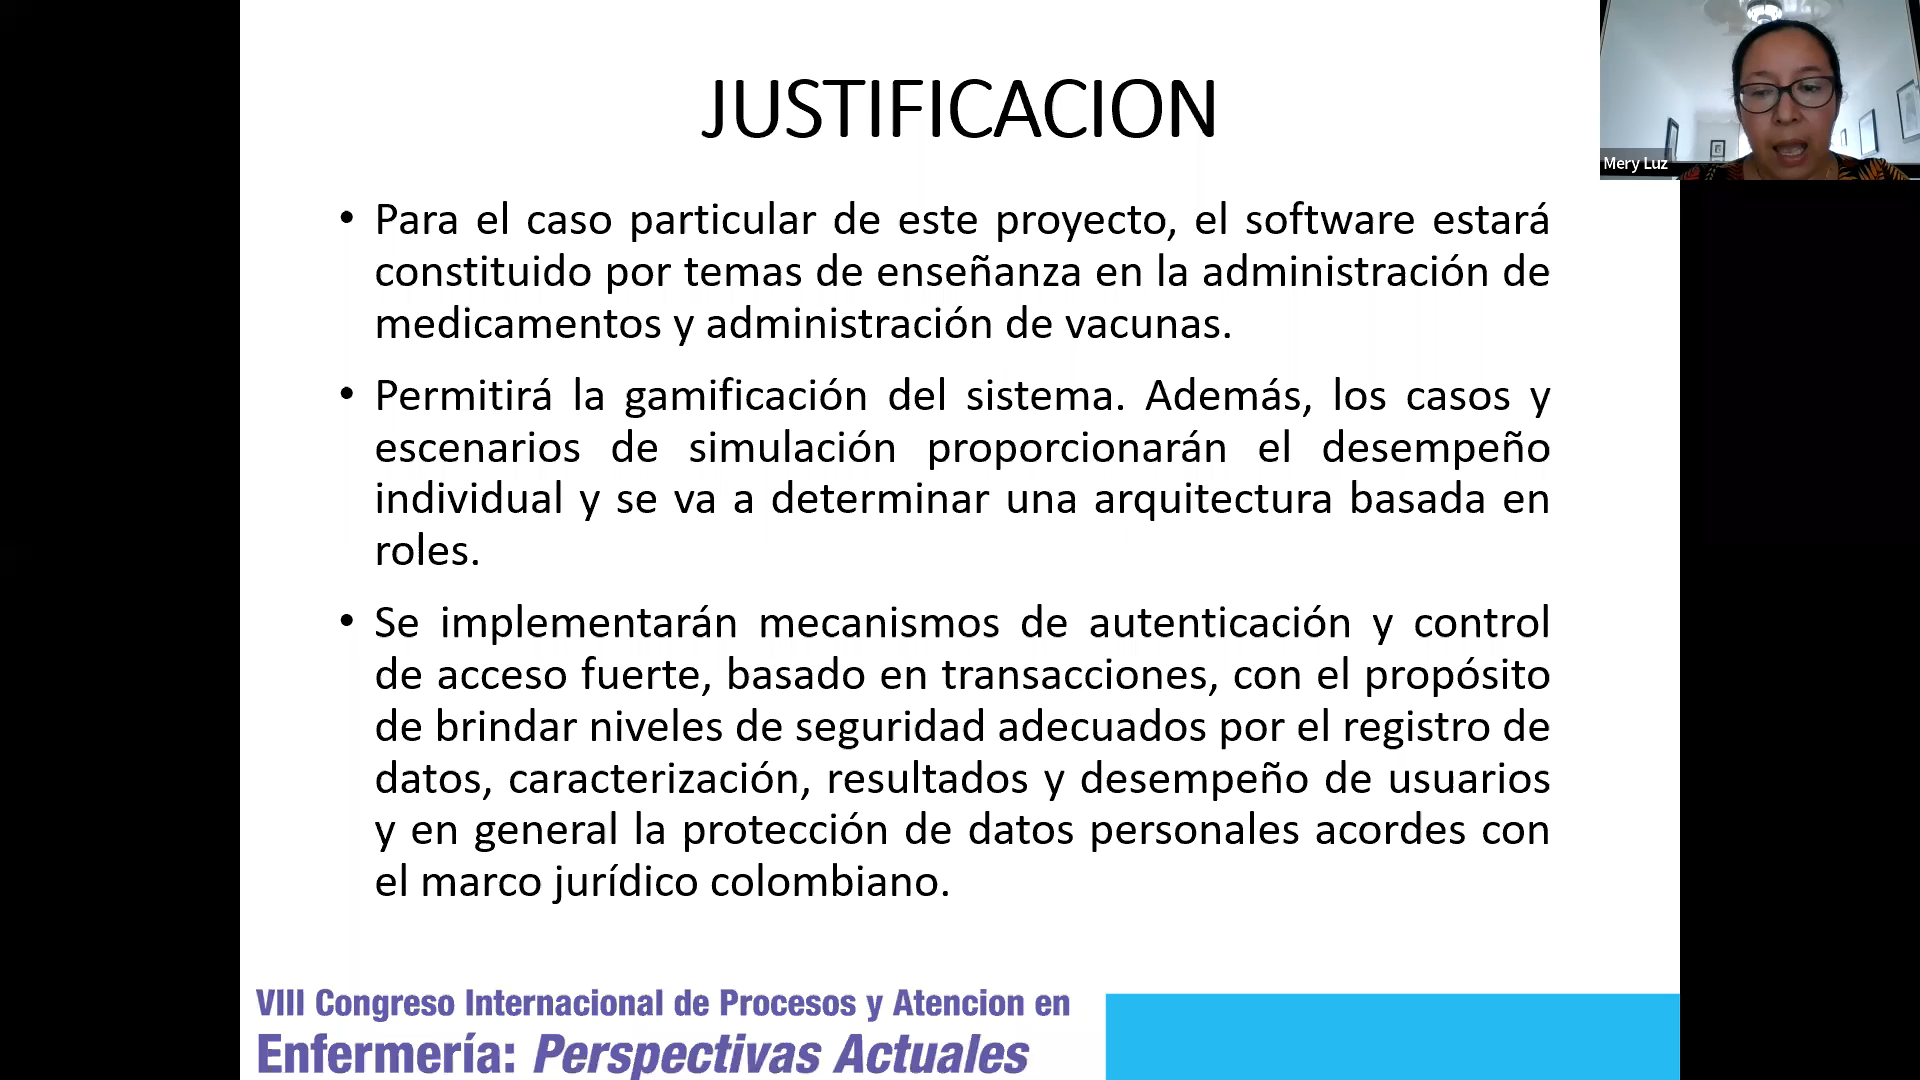 JUSTIFICACION
Mery Luz
• Para el caso particular de este proyecto, el software estará
constituido por temas de enseñanza en la administración de
medicamentos y administración de vacunas.
• Permitirá la gamificación del sistema. Además, los casos y
escenarios de simulación proporcionarán el desempeño
individual y se va a determinar una arquitectura basada en
roles.
• Se implementarán mecanismos de autenticación y control
de acceso fuerte, basado en transacciones, con el propósito
de brindar niveles de seguridad adecuados por el registro de
datos, caracterización, resultados y desempeño de usuarios
y en general la protección de datos personales acordes con
el marco jurídico colombiano.
VIII Congreso Internacional de Procesos y Atencion en
Enfermería: Perspectivas Actuales